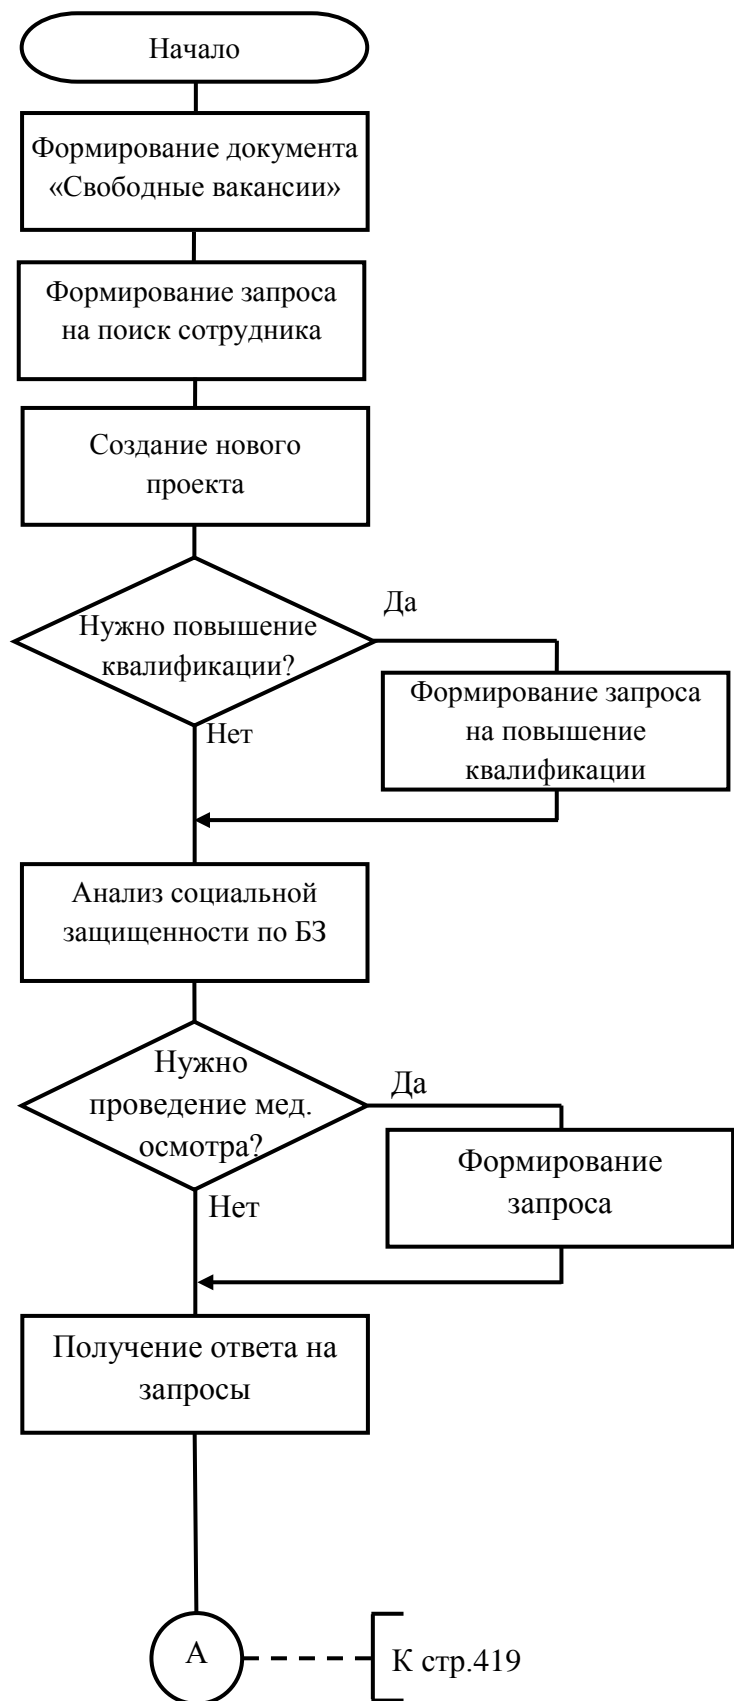 Начало
Формирование документа
«Свободные вакансии»
Формирование запроса
на поиск сотрудника
Создание нового
проекта
Да
Нужно повышение
квалификации?
Формирование запроса
на повышение
квалификации
Нет
Анализ социальной
защищенности по БЗ
Нужно
проведение мед.
осмотра?
Да
Формирование
запроса
Нет
Получение ответа на
запросы
А
К стр.419